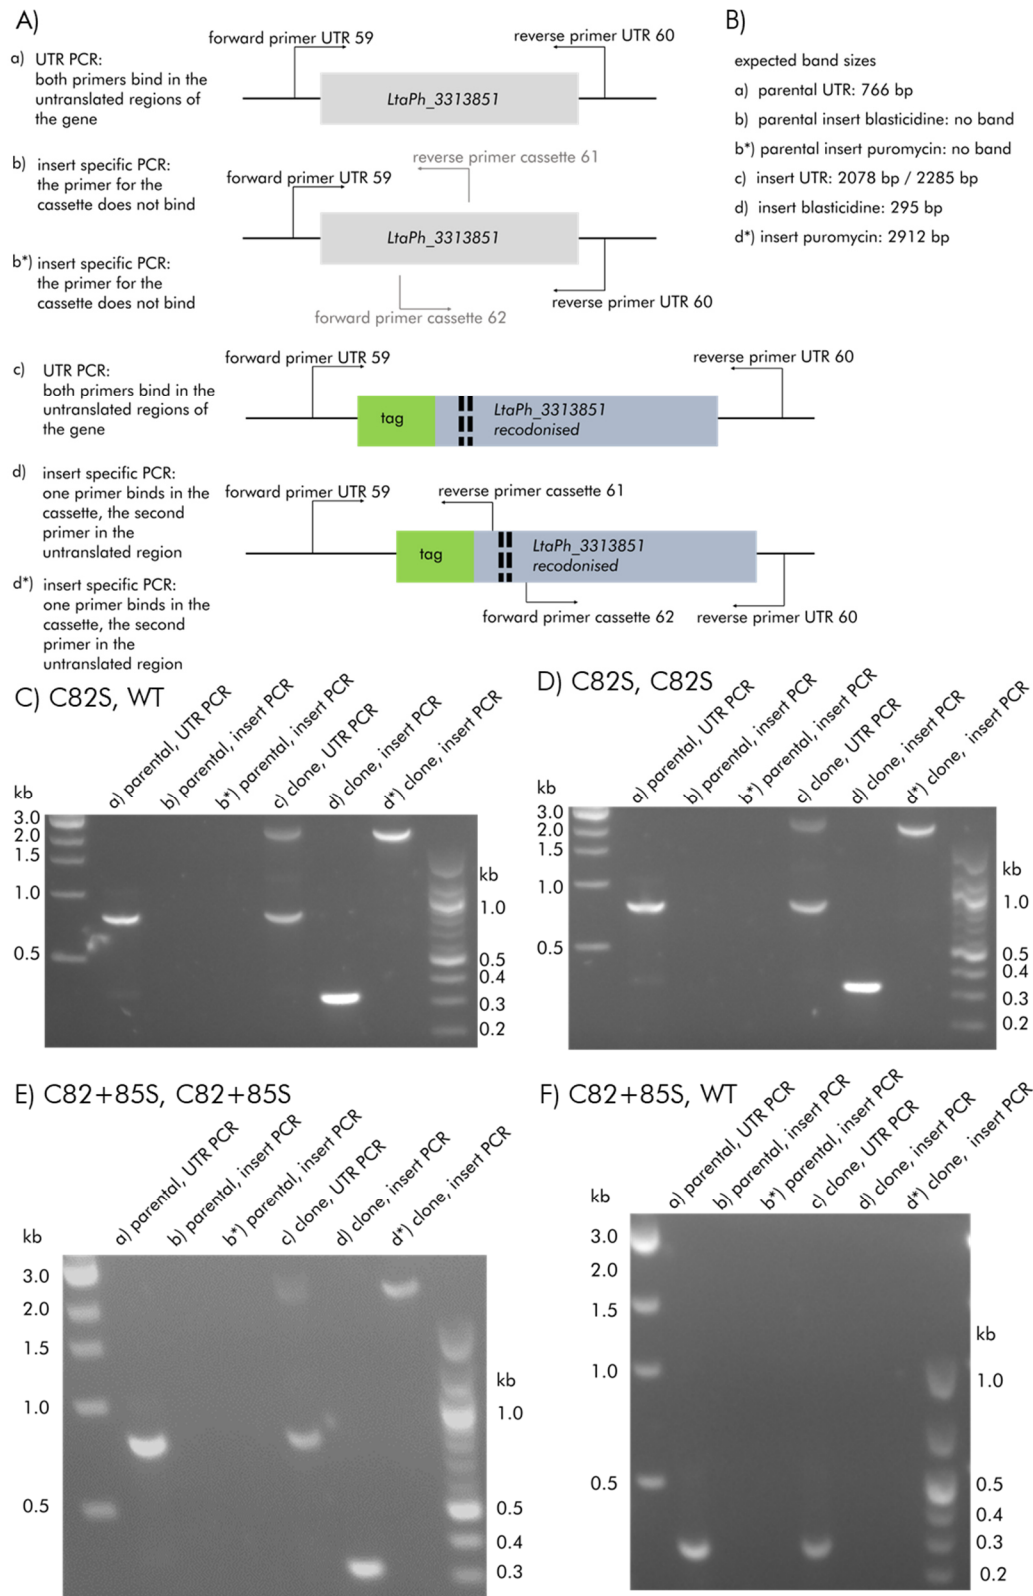 A)
a) UTR PCR:
both primers bind in the
untranslated regions of
the gene
forward primer UTR 59
reverse primer UTR 60
LtaPh_3313851
b) insert specific PCR:
the primer for the
cassette does not bind
reverse primer cassette 61
forward primer UTR 59
LtaPh_3313851
b*) insert specific PCR:
the primer for the
cassette does not bind
reverse primer UTR 60
forward primer cassette 62
c) UTR PCR:
both primers bind in the
untranslated regions of
the gene
forward primer UTR 59
reverse primer UTR 60
tag
LtaPh_3313851
recodonised
d) insert specific PCR:
one primer binds in the
cassette, the second
primer in the
untranslated region
forward primer UTR 59
reverse primer cassette 61
tag
LtaPh_3313851
recodonised
d*) insert specific PCR:
one primer binds in the
cassette, the second
primer in the
untranslated region
forward primer cassette 62
reverse primer UTR 60
B)
expected band sizes
a) parental UTR: 766 bp
b) parental insert blasticidine: no band
b*) parental insert puromycin: no band
c) insert UTR: 2078 bp / 2285 bp
d) insert blasticidine: 295 bp
d*) insert puromycin: 2912 bp
C) C82S, WT
a) parental, UTR PCR
b) parental, insert PCR
b*) parental, insert PCR
c) clone, UTR PCR
d) clone, insert PCR
d*) clone, insert PCR
kb
3.0
2.0
1.5
1.0
0.5
kb
1.0
0.5
0.4
0.3
0.2
D) C82S, C82S
a) parental, UTR PCR
b) parental, insert PCR
b*) parental, insert PCR
c) clone, UTR PCR
d) clone, insert PCR
d*) clone, insert PCR
kb
3.0
2.0
1.5
1.0
0.5
kb
1.0
0.5
0.4
0.3
0.2
E) C82+85S, C82+85S
a) parental, UTR PCR
b) parental, insert PCR
b*) parental, insert PCR
c) clone, UTR PCR
d) clone, insert PCR
d*) clone, insert PCR
kb
3.0
2.0
1.5
1.0
0.5
kb
1.0
0.5
0.4
0.3
F) C82+85S, WT
a) parental, UTR PCR
b) parental, insert PCR
b*) parental, insert PCR
c) clone, UTR PCR
d) clone, insert PCR
d*) clone, insert PCR
kb
3.0
2.0
1.5
1.0
0.5
kb
1.0
0.5
0.4
0.3
0.2